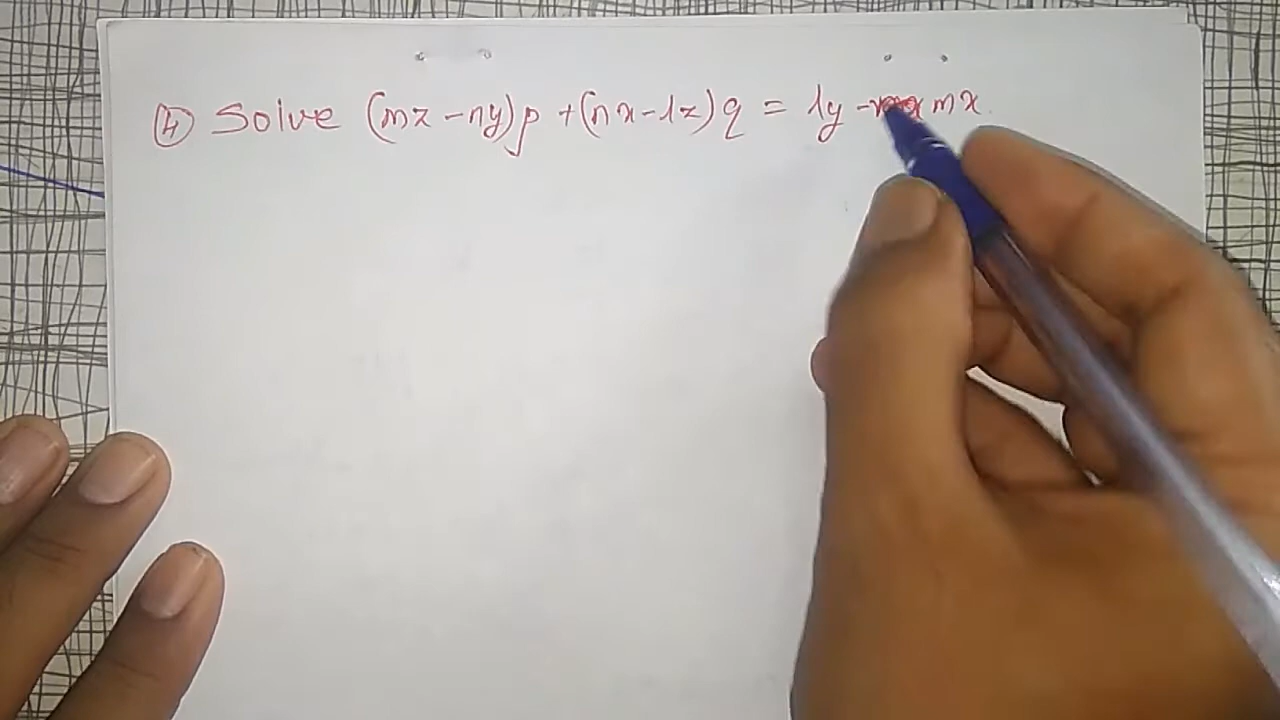 ④ Solve (mz - ny)p + (nx - lz)q = ly - mx